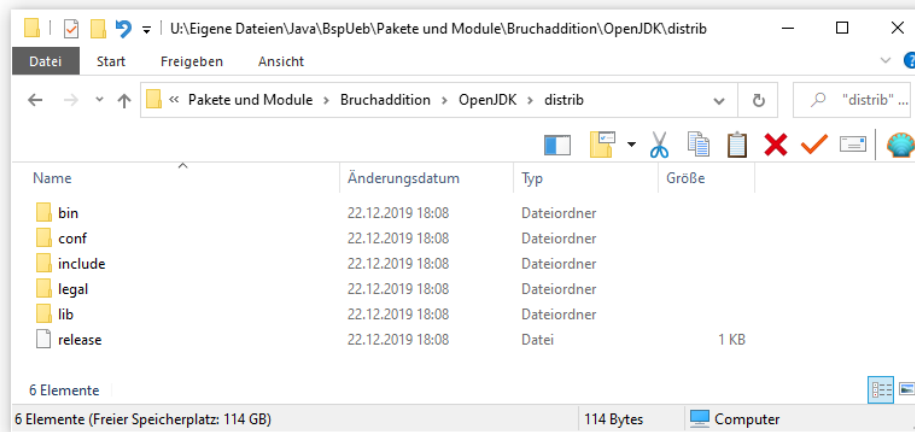 U:\Eigene Dateien\Java\BspUeb\Pakete und Module\Bruchaddition\OpenJDK\distrib
Datei Start Freigeben Ansicht
« Pakete und Module > Bruchaddition > OpenJDK > distrib "distrib" ...
Name Änderungsdatum Typ Größe
bin 22.12.2019 18:08 Dateiordner
conf 22.12.2019 18:08 Dateiordner
include 22.12.2019 18:08 Dateiordner
legal 22.12.2019 18:08 Dateiordner
lib 22.12.2019 18:08 Dateiordner
release 22.12.2019 18:08 Datei 1 KB
6 Elemente
6 Elemente (Freier Speicherplatz: 114 GB) 114 Bytes Computer